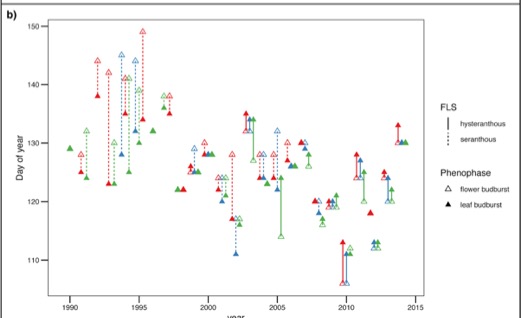 b)
150
140
130
120
110
Day of year
1990
1995
2000
2005
2010
2015
year
FLS
hysteranthous
seranthous
Phenophase
flower budburst
leaf budburst